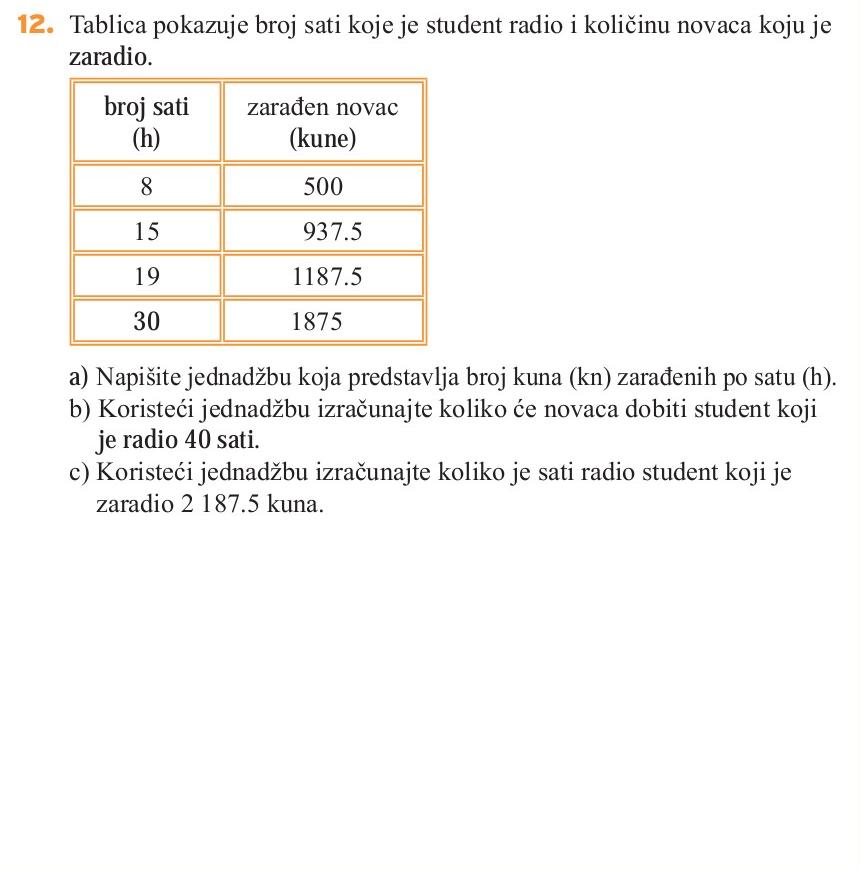 12. Tablica pokazuje broj sati koje je student radio i količinu novaca koju je
zaradio.
broj sati (h) zarađen novac (kune)
8 500
15 937.5
19 1187.5
30 1875
a) Napišite jednadžbu koja predstavlja broj kuna (kn) zarađenih po satu (h).
b) Koristeći jednadžbu izračunajte koliko će novaca dobiti student koji
je radio 40 sati.
c) Koristeći jednadžbu izračunajte koliko je sati radio student koji je
zaradio 2 187.5 kuna.